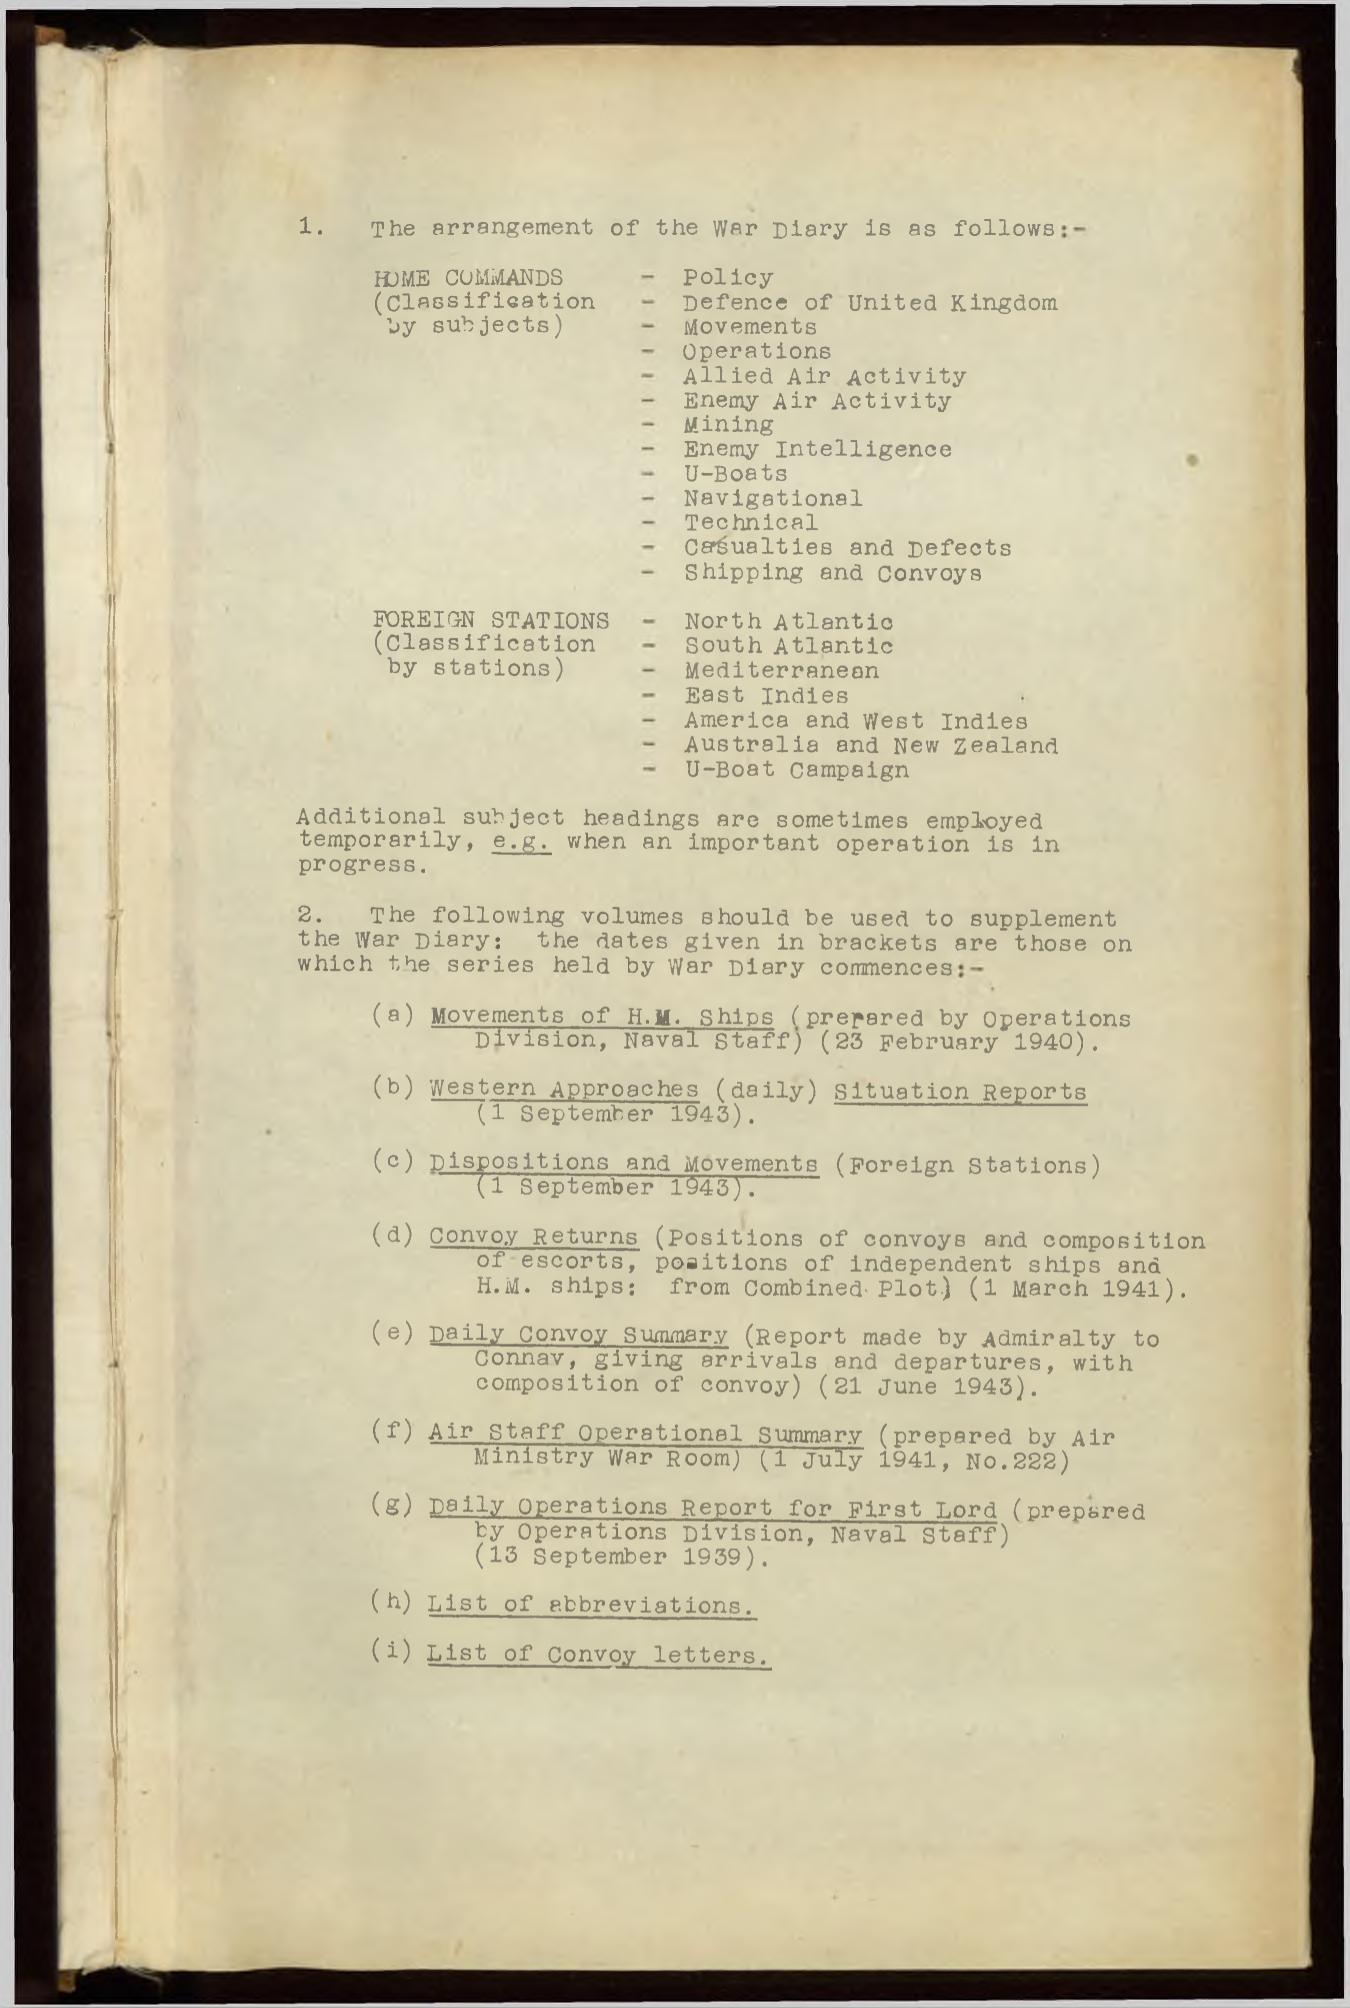 1. The arrangement of the War Diary is as follows:-
HOME COMMANDS - Policy
(Classification - Defence of United Kingdom
by subjects) - Movements
- Operations
- Allied Air Activity
- Enemy Air Activity
- Mining
- Enemy Intelligence
- U-Boats
- Navigational
- Technical
- Casualties and Defects
- Shipping and Convoys
FOREIGN STATIONS - North Atlantic
(Classification - South Atlantic
by stations) - Mediterranean
- East Indies
- America and West Indies
- Australia and New Zealand
- U-Boat Campaign
Additional subject headings are sometimes employed
temporarily, e.g. when an important operation is in
progress.
2. The following volumes should be used to supplement
the War Diary: the dates given in brackets are those on
which the series held by War Diary commences:-
(a) Movements of H.M. Ships (prepared by Operations
Division, Naval Staff) (23 February 1940).
(b) Western Approaches (daily) Situation Reports
(1 September 1943).
(c) Dispositions and Movements (Foreign Stations)
(1 September 1943).
(d) Convoy Returns (Positions of convoys and composition
of escorts, positions of independent ships and
H.M. ships: from Combined Plot) (1 March 1941).
(e) Daily Convoy Summary (Report made by Admiralty to
Connav, giving arrivals and departures, with
composition of convoy) (21 June 1943).
(f) Air Staff Operational Summary (prepared by Air
Ministry War Room) (1 July 1941, No.222)
(g) Daily Operations Report for First Lord (prepared
by Operations Division, Naval Staff)
(13 September 1939).
(h) List of abbreviations.
(i) List of Convoy letters.